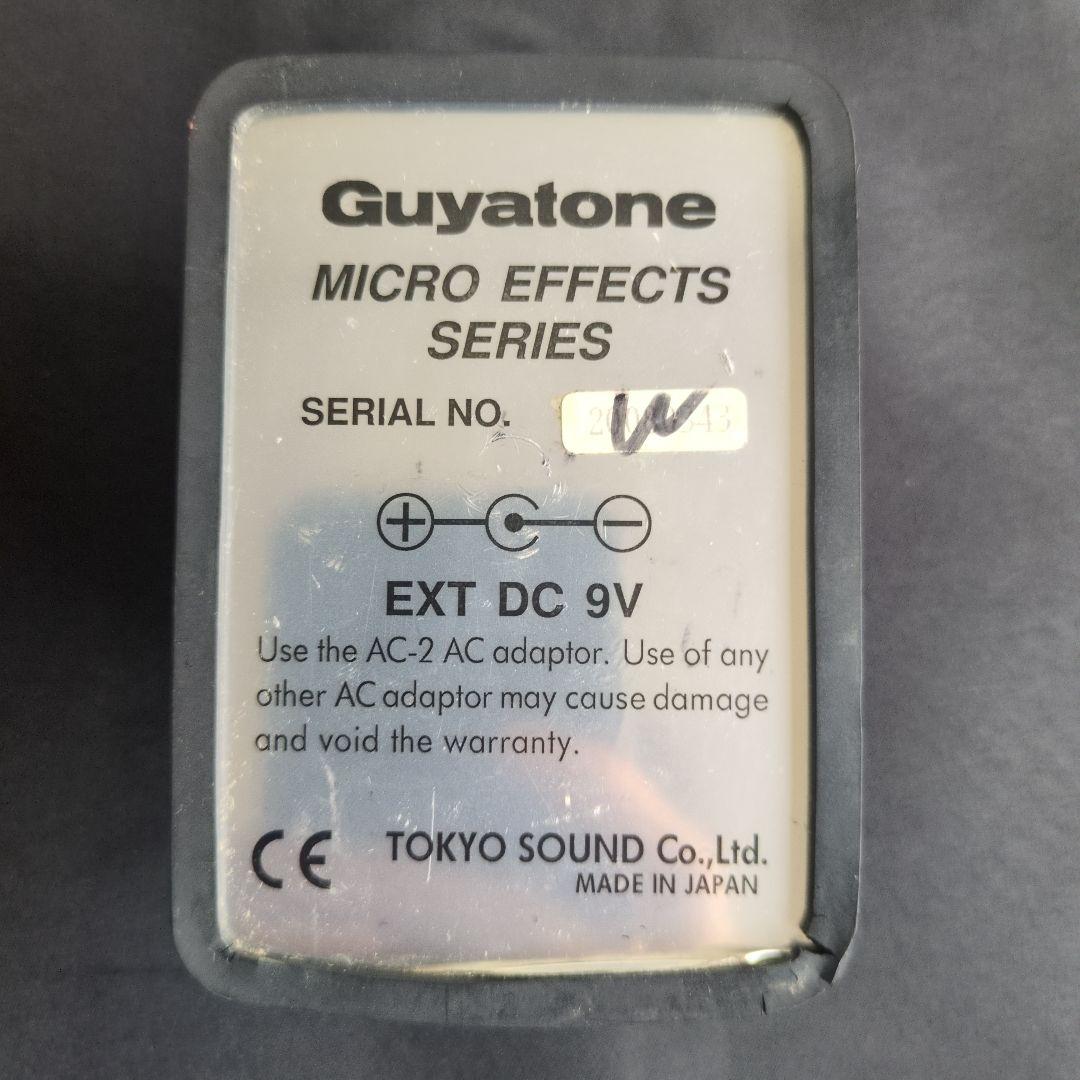 Guyatone
MICRO EFFECTS
SERIES
SERIAL NO.
W
+ −
EXT DC 9V
Use the AC-2 AC adaptor. Use of any
other AC adaptor may cause damage
and void the warranty.
CE TOKYO SOUND Co.,Ltd.
MADE IN JAPAN